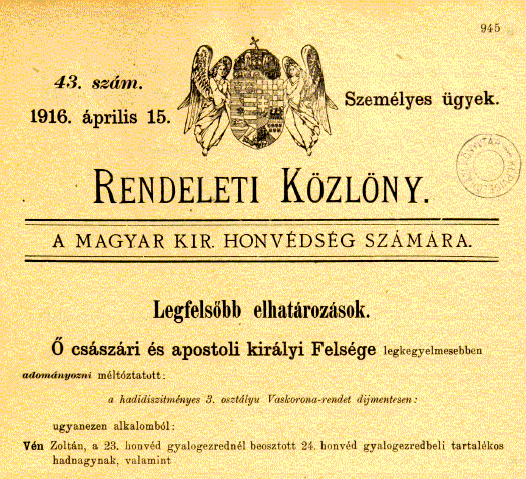 945
43. szám.
1916. április 15.
Személyes ügyek.
RENDELETI KÖZLÖNY.
A MAGYAR KIR. HONVÉDSÉG SZÁMÁRA.
Legfelsőbb elhatározások.
Ő császári és apostoli királyi Felsége legkegyelmesebben
adományozni méltóztatott:
a hadidiszitményes 3. osztályu Vaskorona-rendet dijmentesen:
ugyanezen alkalomból:
Vén Zoltán, a 23. honvéd gyalogezrednél beosztott 24. honvéd gyalogezredbeli tartalékos
hadnagynak, valamint